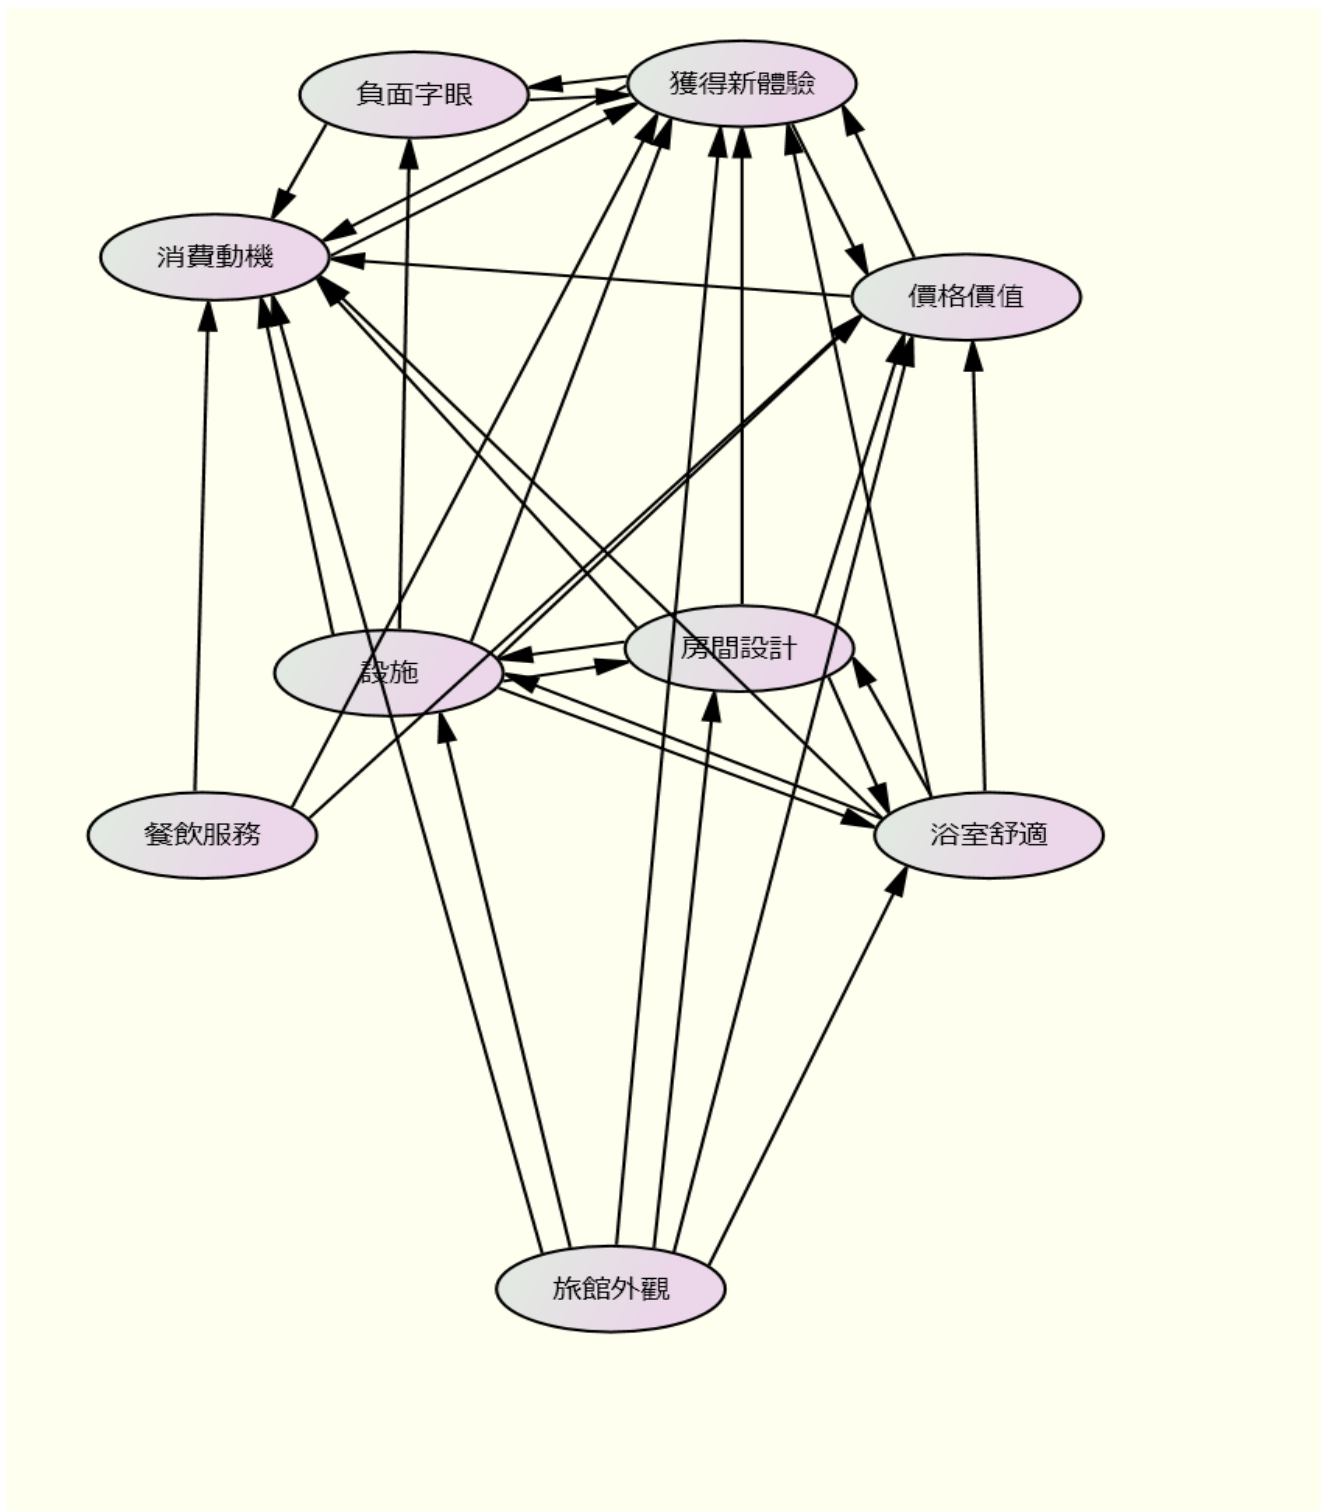 獲得新體驗
負面字眼
消費動機
價格價值
房間設計
設施
餐飲服務
浴室舒適
旅館外觀